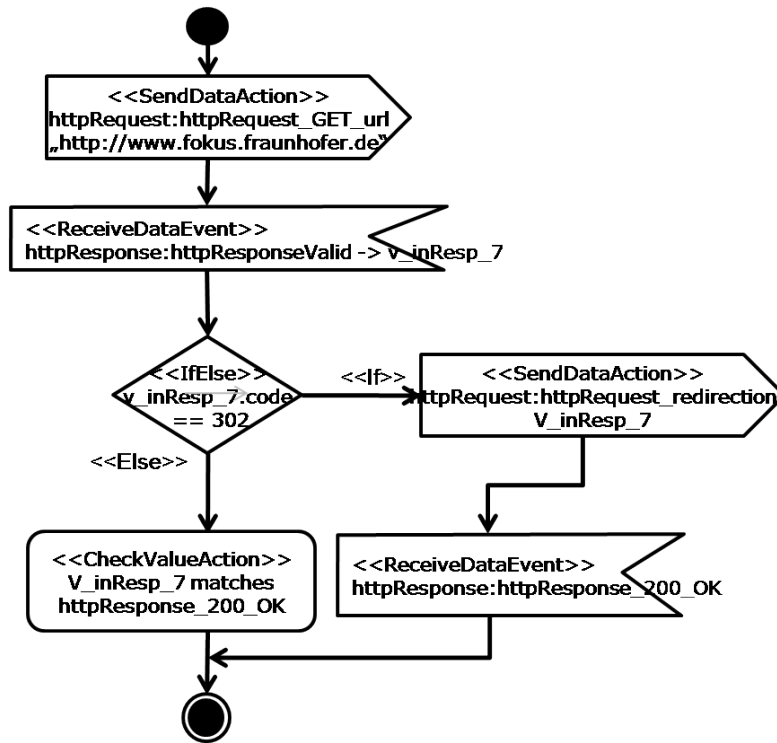 <<SendDataAction>>
httpRequest:httpRequest_GET_url
„http://www.fokus.fraunhofer.de“
<<ReceiveDataEvent>>
httpResponse:httpResponseValid -> v_inResp_7
<<IfElse>>
v_inResp_7.code
== 302
<<If>>
<<SendDataAction>>
httpRequest:httpRequest_redirection
V_inResp_7
<<Else>>
<<CheckValueAction>>
V_inResp_7 matches
httpResponse_200_OK
<<ReceiveDataEvent>>
httpResponse:httpResponse_200_OK